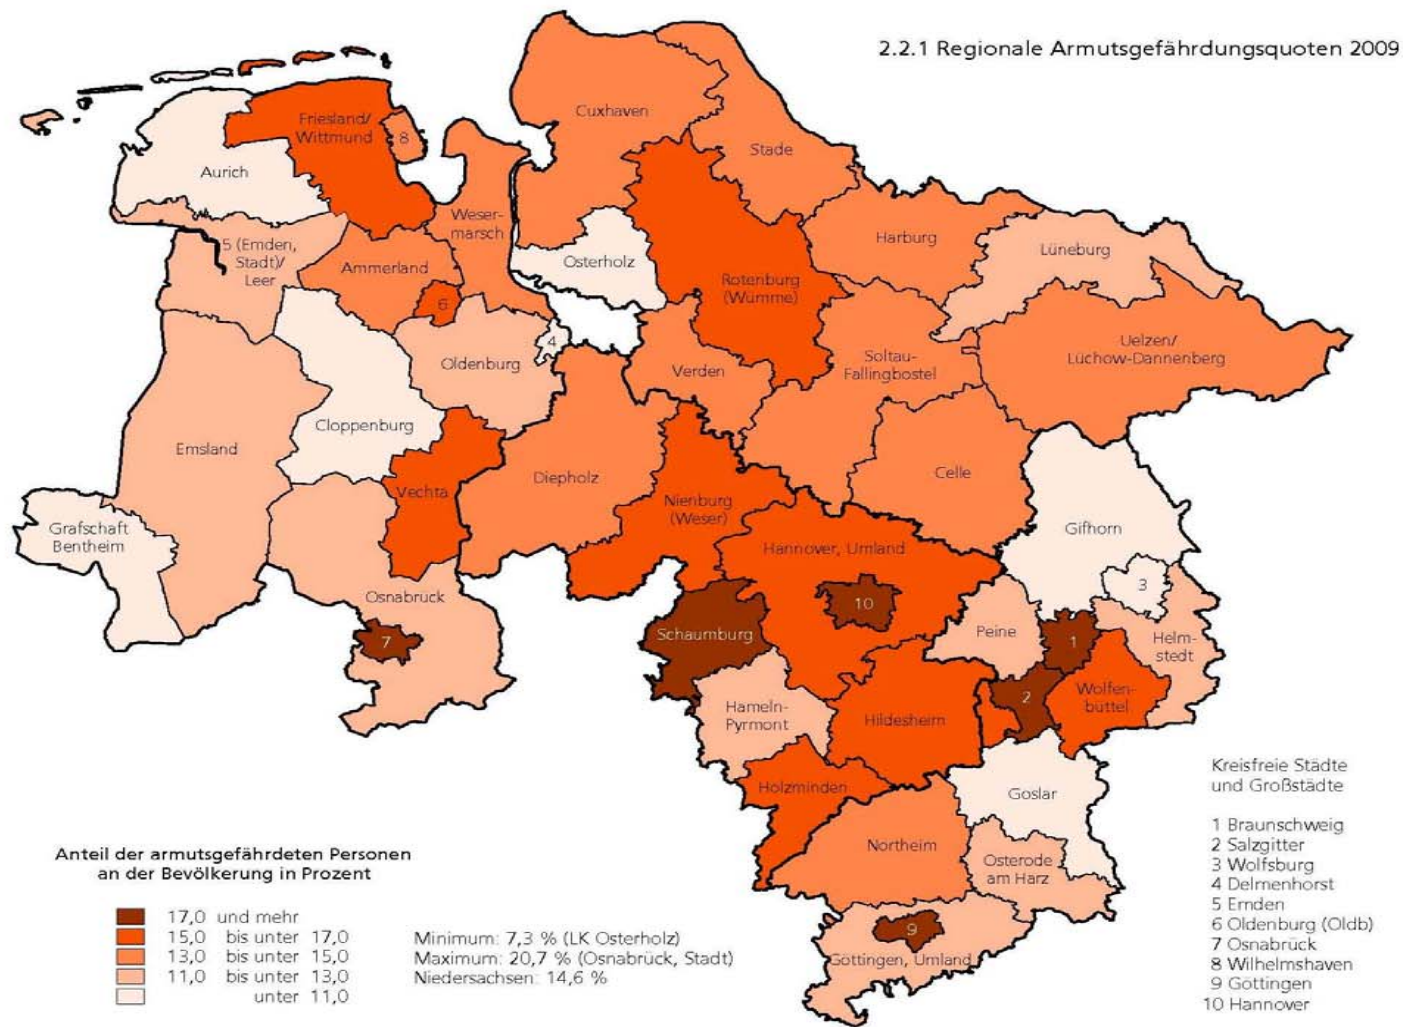 2.2.1 Regionale Armutsgefährdungsquoten 2009
Cuxhaven
Friesland/
Wittmund
8
Stade
Aurich
Weser-
marsch
Harburg
Lüneburg
5 (Emden,
Stadt)/
Leer
Ammerland
Osterholz
Rotenburg
(Wümme)
6
4
Oldenburg
Verden
Soltau-
Fallingbostel
Uelzen/
Lüchow-Dannenberg
Cloppenburg
Emsland
Vechta
Diepholz
Celle
Nienburg
(Weser)
Grafschaft
Bentheim
Gifhorn
Hannover, Umland
3
Osnabrück
10
7
Schaumburg
Peine
1
Helm-
stedt
2
Wolfen-
büttel
Hameln-
Pyrmont
Hildesheim
Holzminden
Goslar
Northeim
Osterode
am Harz
9
Göttingen, Umland
Kreisfreie Städte
und Großstädte
1 Braunschweig
2 Salzgitter
3 Wolfsburg
4 Delmenhorst
5 Emden
6 Oldenburg (Oldb)
7 Osnabrück
8 Wilhelmshaven
9 Göttingen
10 Hannover
Anteil der armutsgefährdeten Personen
an der Bevölkerung in Prozent
17,0 und mehr
15,0 bis unter 17,0
13,0 bis unter 15,0
11,0 bis unter 13,0
unter 11,0
Minimum: 7,3 % (LK Osterholz)
Maximum: 20,7 % (Osnabrück, Stadt)
Niedersachsen: 14,6 %